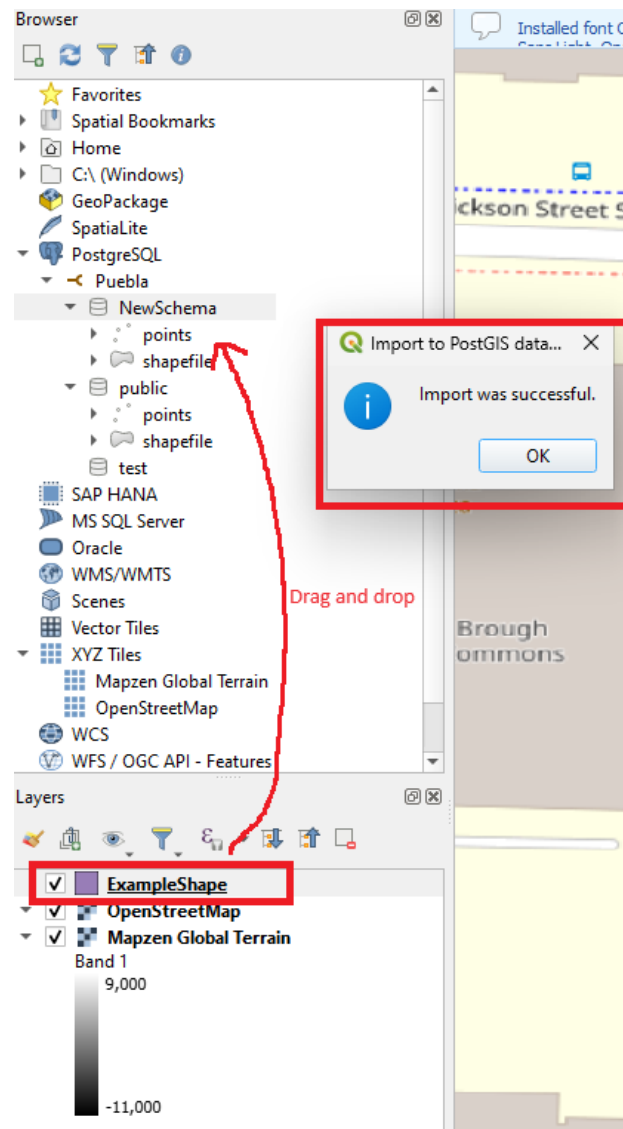 Browser
Installed font
Favorites
Spatial Bookmarks
Home
C:\ (Windows)
GeoPackage
SpatiaLite
PostgreSQL
Puebla
NewSchema
points
shapefile
public
points
shapefile
test
SAP HANA
MS SQL Server
Oracle
WMS/WMTS
Scenes
Vector Tiles
XYZ Tiles
Mapzen Global Terrain
OpenStreetMap
WCS
WFS / OGC API - Features
ickson Street S
Import to PostGIS data...
Import was successful.
OK
Drag and drop
Brough
ommons
Layers
ExampleShape
OpenStreetMap
Mapzen Global Terrain
Band 1
9,000
-11,000